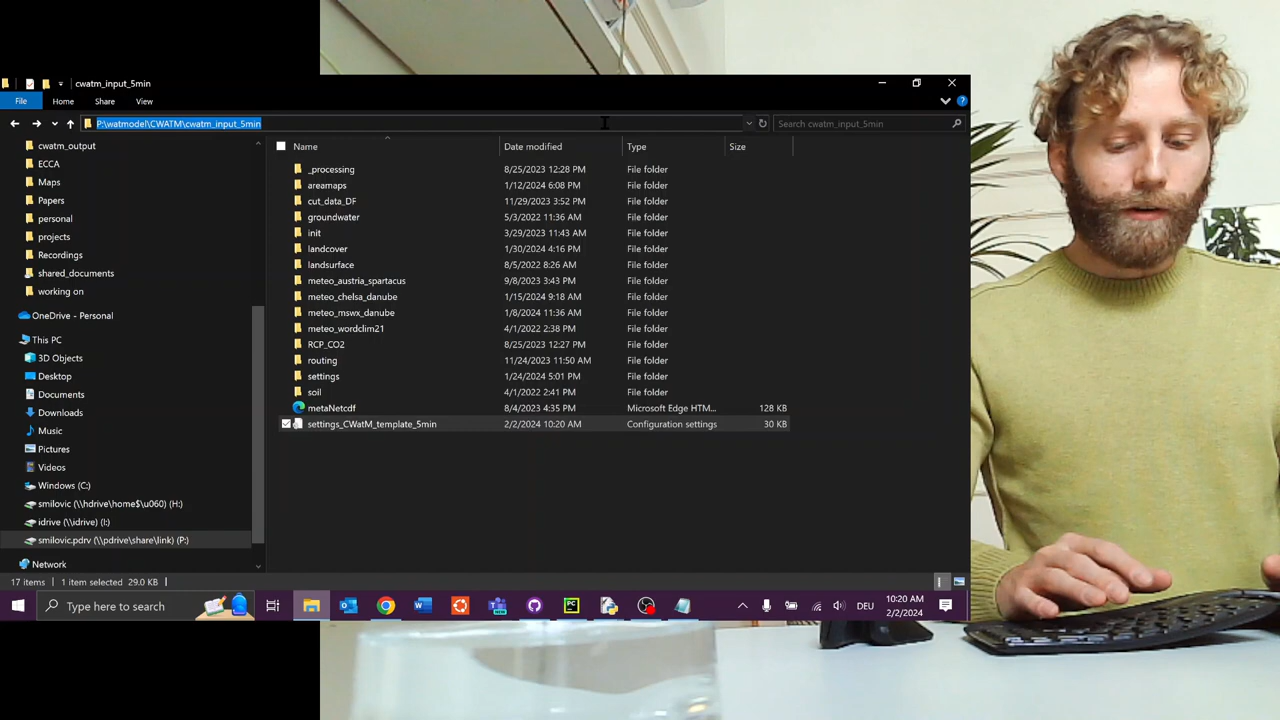 cwatm_input_5min
File Home Share View
P:\watmodel\CWATM\cwatm_input_5min
Search cwatm_input_5min
Name Date modified Type Size
cwatm_output
ECCA
Maps
Papers
personal
projects
Recordings
shared_documents
working on
OneDrive - Personal
This PC
3D Objects
Desktop
Documents
Downloads
Music
Pictures
Videos
Windows (C:)
smilovic (\\hdrive\home$\u060) (H:)
idrive (\\idrive) (I:)
smilovic.pdrv (\\pdrive\share\link) (P:)
Network
_processing 8/25/2023 12:28 PM File folder
areamaps 1/12/2024 6:08 PM File folder
cut_data_DF 11/29/2023 3:52 PM File folder
groundwater 5/3/2022 11:36 AM File folder
init 3/29/2023 11:43 AM File folder
landcover 1/30/2024 4:16 PM File folder
landsurface 8/5/2022 8:26 AM File folder
meteo_austria_spartacus 9/8/2023 3:43 PM File folder
meteo_chelsa_danube 1/15/2024 9:18 AM File folder
meteo_mswx_danube 1/8/2024 11:36 AM File folder
meteo_wordclim21 4/1/2022 2:38 PM File folder
RCP_CO2 8/25/2023 12:27 PM File folder
routing 11/24/2023 11:50 AM File folder
settings 1/24/2024 5:01 PM File folder
soil 4/1/2022 2:41 PM File folder
metaNetcdf 8/4/2023 4:35 PM Microsoft Edge HTM... 128 KB
settings_CWatM_template_5min 2/2/2024 10:20 AM Configuration settings 30 KB
17 items 1 item selected 29.0 KB
Type here to search
DEU
10:20 AM
2/2/2024